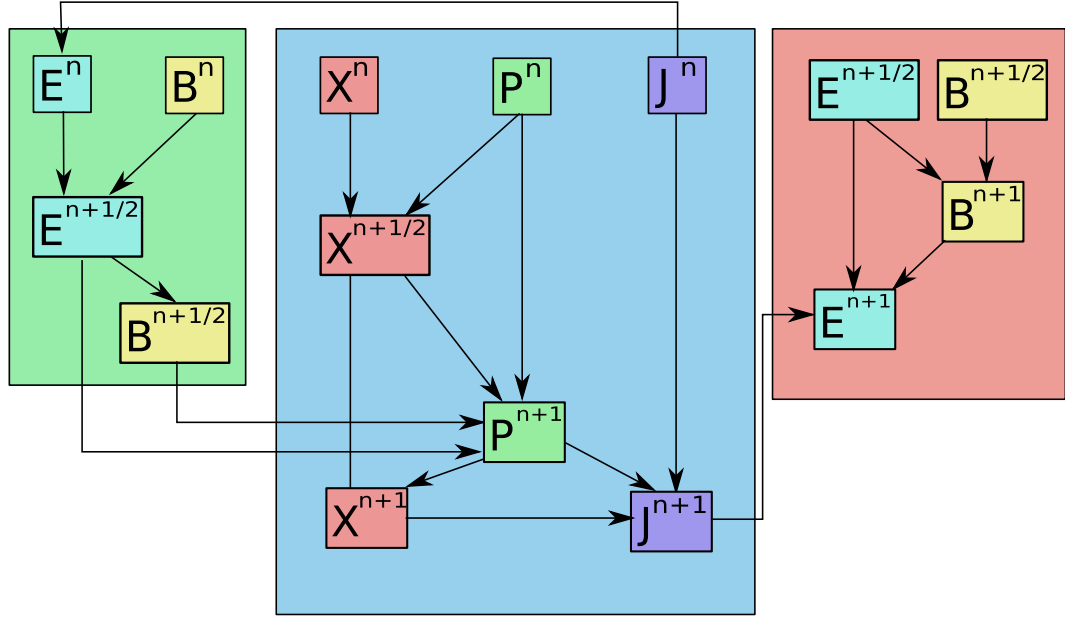 E^n
B^n
E^n+1/2
B^n+1/2
X^n
P^n
J^n
X^n+1/2
P^n+1
X^n+1
J^n+1
E^n+1/2
B^n+1/2
B^n+1
E^n+1